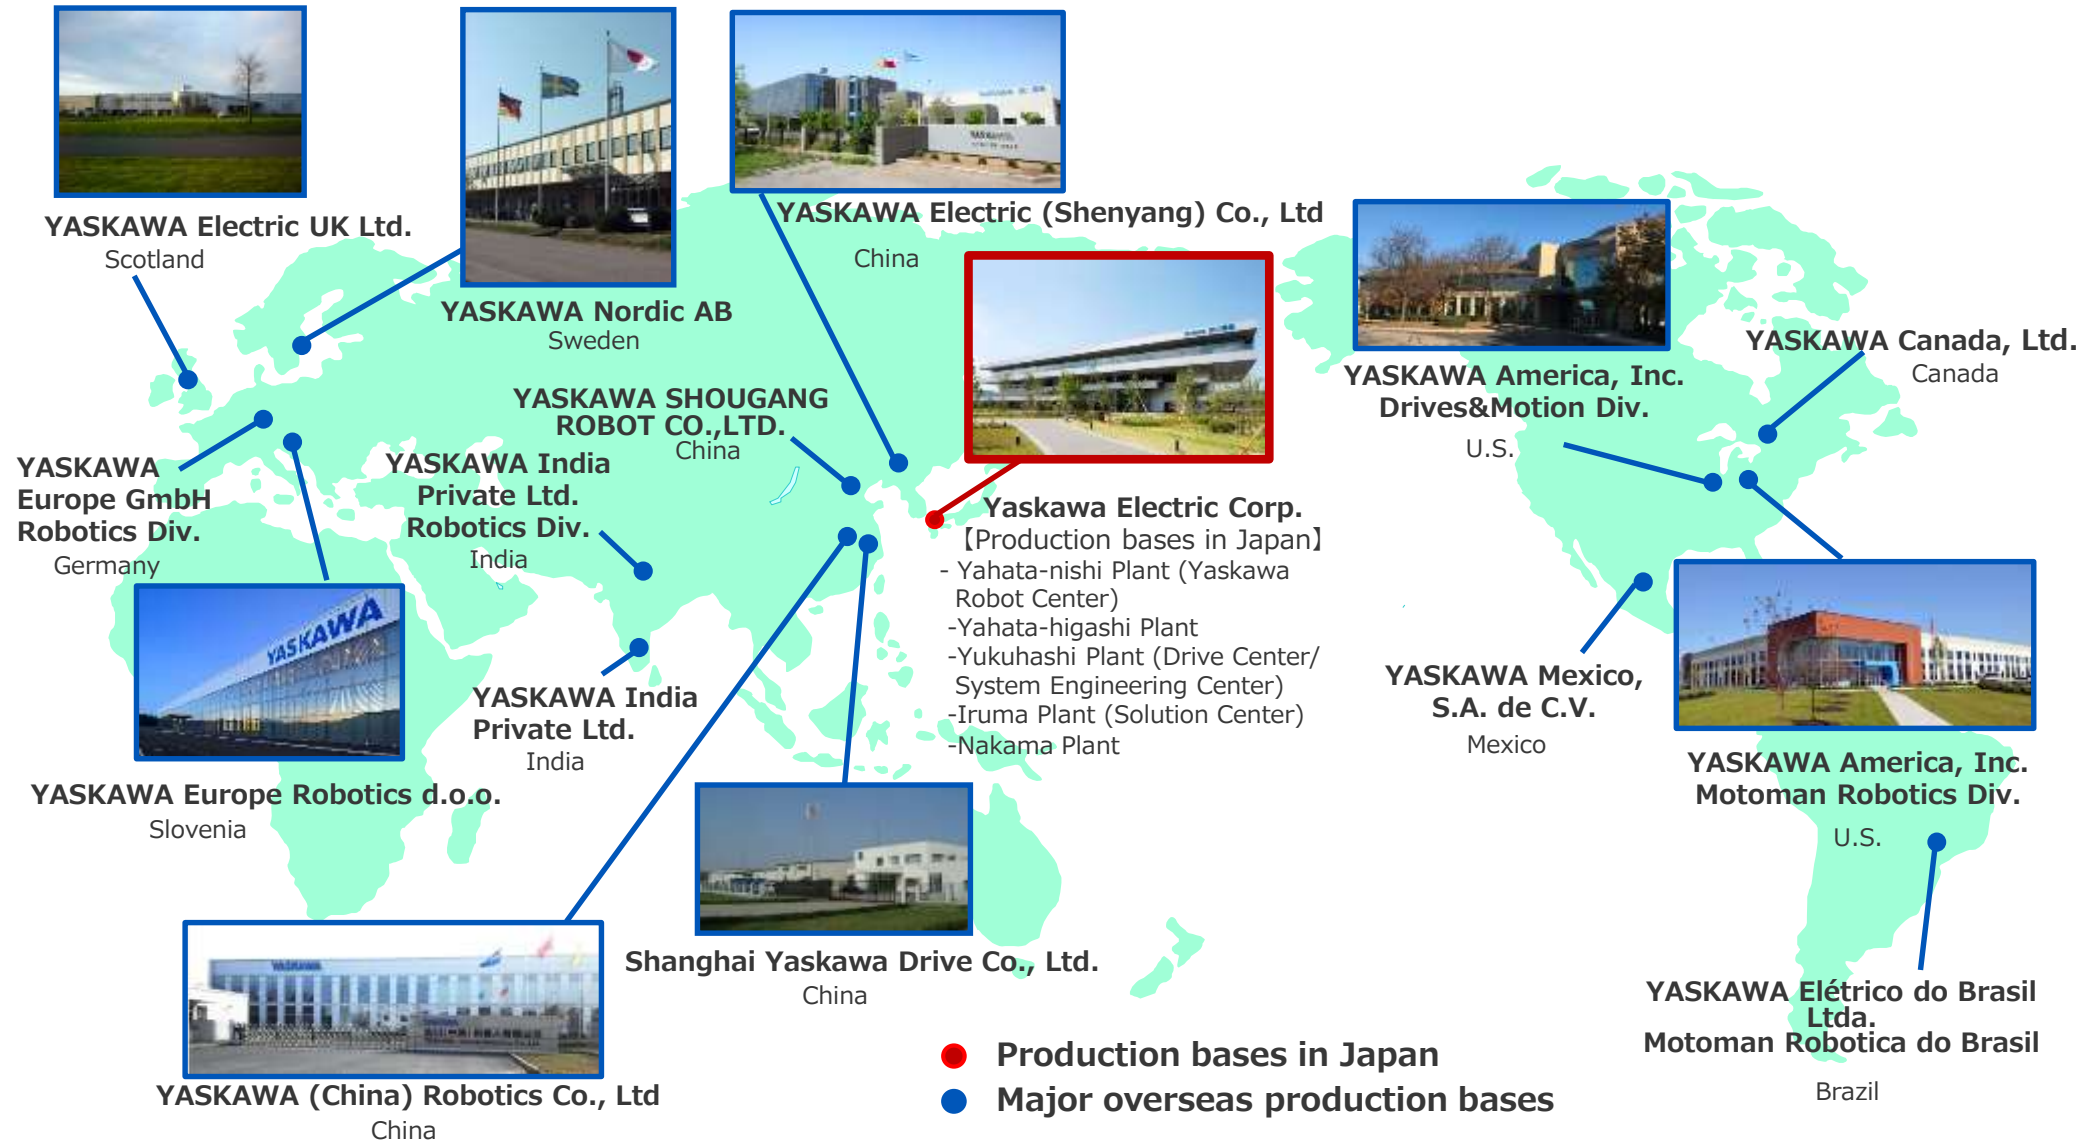 YASKAWA Electric UK Ltd.
Scotland
YASKAWA Nordic AB
Sweden
YASKAWA Electric (Shenyang) Co., Ltd
China
YASKAWA America, Inc.
Drives&Motion Div.
U.S.
YASKAWA Canada, Ltd.
Canada
YASKAWA SHOUGANG
ROBOT CO.,LTD.
China
YASKAWA
Europe GmbH
Robotics Div.
Germany
YASKAWA India
Private Ltd.
Robotics Div.
India
Yaskawa Electric Corp.
【Production bases in Japan】
- Yahata-nishi Plant (Yaskawa
Robot Center)
-Yahata-higashi Plant
-Yukuhashi Plant (Drive Center/
System Engineering Center)
-Iruma Plant (Solution Center)
-Nakama Plant
YASKAWA
YASKAWA Europe Robotics d.o.o.
Slovenia
YASKAWA India
Private Ltd.
India
YASKAWA Mexico,
S.A. de C.V.
Mexico
YASKAWA America, Inc.
Motoman Robotics Div.
U.S.
YASKAWA
YASKAWA (China) Robotics Co., Ltd
China
Shanghai Yaskawa Drive Co., Ltd.
China
YASKAWA Elétrico do Brasil
Ltda.
Motoman Robotica do Brasil
Brazil
Production bases in Japan
Major overseas production bases